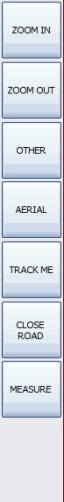 ZOOM IN
ZOOM OUT
OTHER
AERIAL
TRACK ME
CLOSE
ROAD
MEASURE